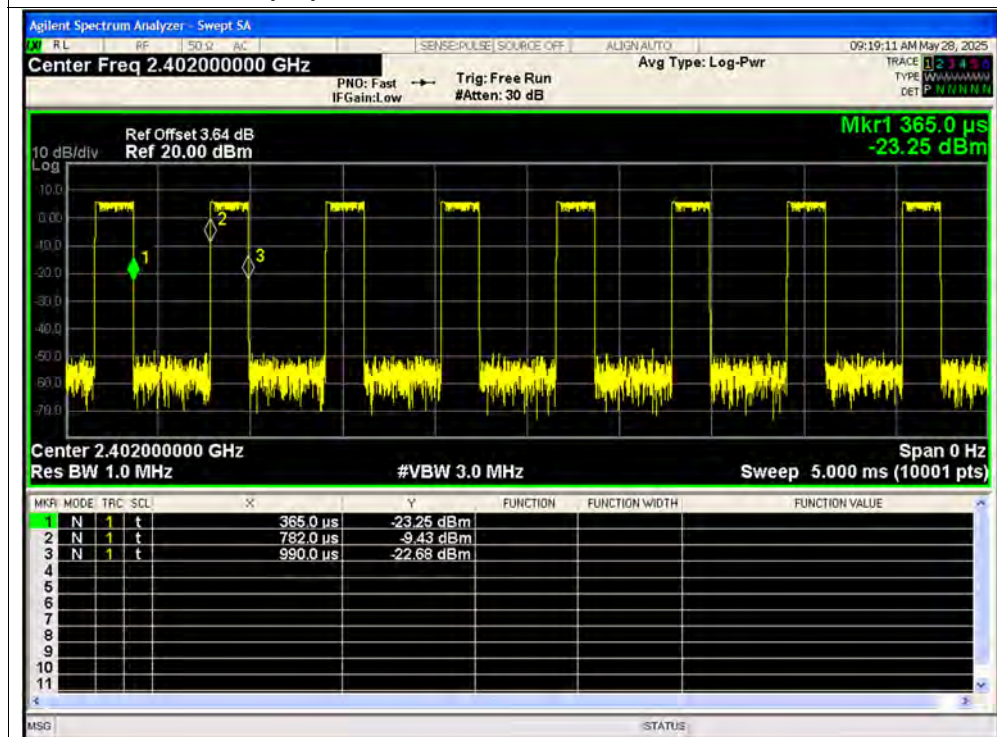 Agilent Spectrum Analyzer - Swept SA
RL RF 50 Ω AC SENSE:PULSE SOURCE OFF ALIGN AUTO 09:19:11 AM May 28, 2025
Center Freq 2.402000000 GHz Avg Type: Log-Pwr TRACE 1 2 3 4 5 6
PNO: Fast Trig: Free Run TYPE WWWWWW
IFGain:Low #Atten: 30 dB DET P N N N N N
Mkr1 365.0 µs
-23.25 dBm
Ref Offset 3.64 dB
10 dB/div Ref 20.00 dBm
Log
10.0
0.00
-10.0
-20.0
-30.0
-40.0
-50.0
-60.0
-70.0
1
2
3
Center 2.402000000 GHz Span 0 Hz
Res BW 1.0 MHz #VBW 3.0 MHz Sweep 5.000 ms (10001 pts)
MKR MODE TRC SCL X Y FUNCTION FUNCTION WIDTH FUNCTION VALUE
1 N 1 t 365.0 µs -23.25 dBm
2 N 1 t 782.0 µs -9.43 dBm
3 N 1 t 990.0 µs -22.68 dBm
4
5
6
7
8
9
10
11
MSG STATUS